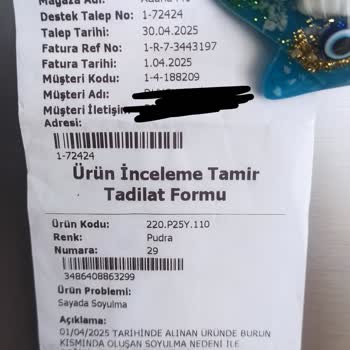 Mağaza Adı:
Destek Talep No: 1-72424
Talep Tarihi: 30.04.2025
Fatura Ref No: 1-R-7-3443197
Fatura Tarihi: 1.04.2025
Müşteri Kodu: 1-4-188209
Müşteri Adı:
Müşteri İletişim
Adresi:
1-72424
Ürün İnceleme Tamir
Tadilat Formu
Ürün Kodu: 220.P25Y.110
Renk: Pudra
Numara: 29
3486408863299
Ürün Problemi:
Sayada Soyulma
Açıklama:
01/04/2025 TARİHİNDE ALINAN ÜRÜNDE BURUN
KISMINDA OLUŞAN SOYULMA NEDENİ İLE